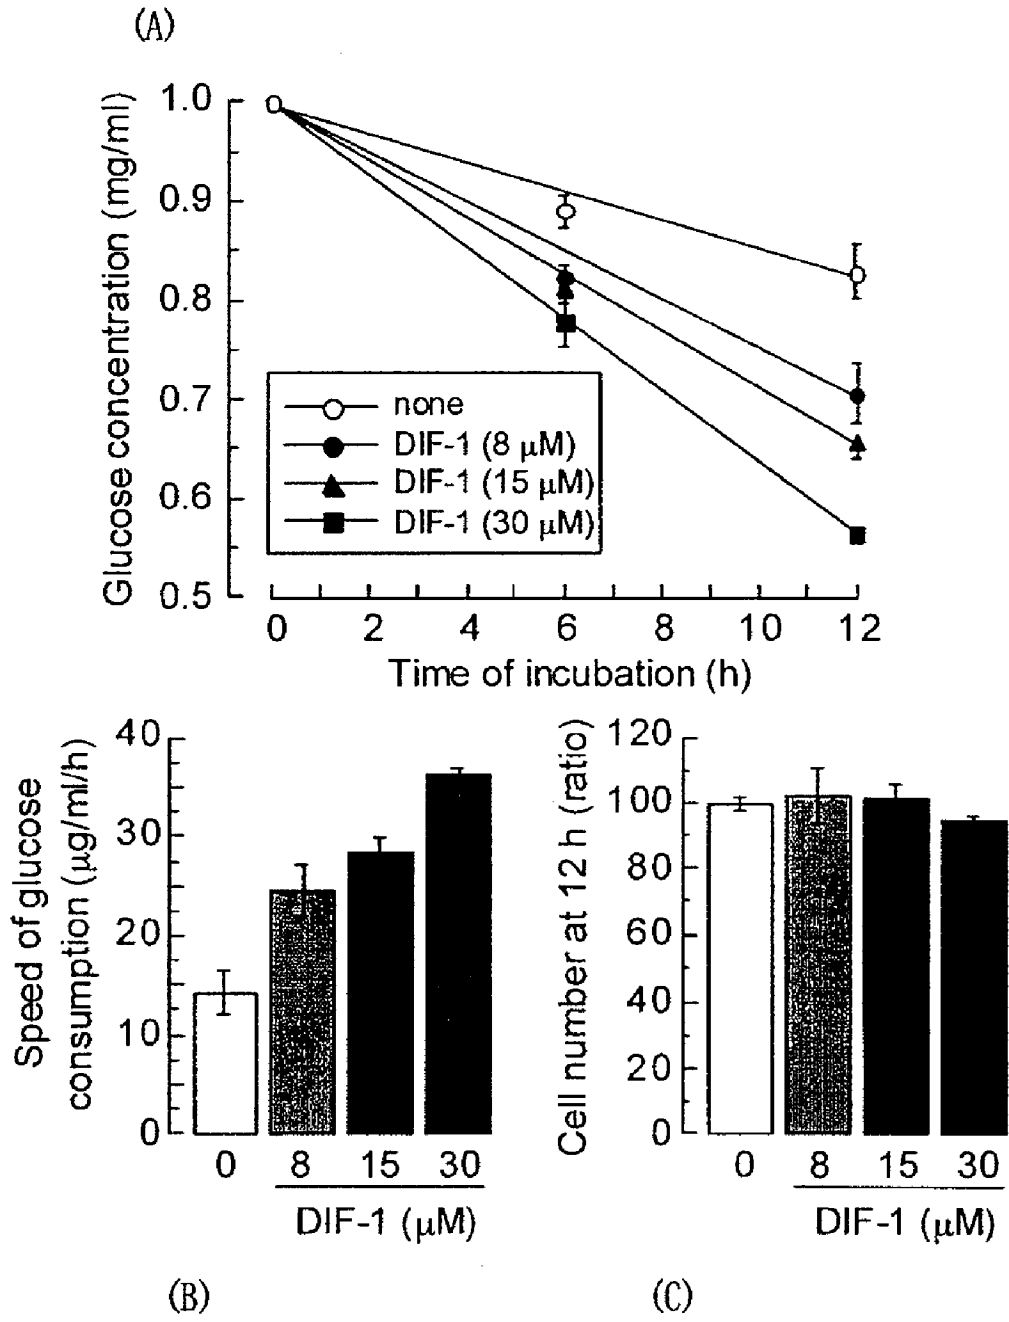 (A)
Glucose concentration (mg/ml)
1.0
0.9
0.8
0.7
0.6
0.5
none
DIF-1 (8 μM)
DIF-1 (15 μM)
DIF-1 (30 μM)
0 2 4 6 8 10 12
Time of incubation (h)
Speed of glucose
consumption (μg/ml/h)
40
30
20
10
0
0 8 15 30
DIF-1 (μM)
(B)
Cell number at 12 h (ratio)
120
100
80
60
40
20
0
0 8 15 30
DIF-1 (μM)
(C)